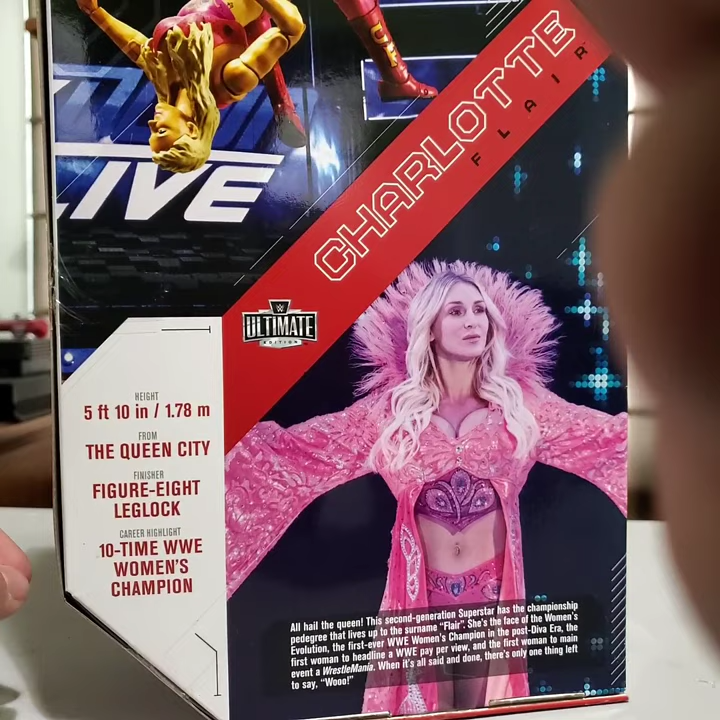 LIVE
CHARLOTTE
FLAIR
W
ULTIMATE
EDITION
HEIGHT
5 ft 10 in / 1.78 m
FROM
THE QUEEN CITY
FINISHER
FIGURE-EIGHT
LEGLOCK
CAREER HIGHLIGHT
10-TIME WWE
WOMEN'S
CHAMPION
All hail the queen! This second-generation Superstar has the championship
pedegree that lives up to the surname "Flair". She's the face of the Women's
Evolution, the first-ever WWE Women's Champion in the post-Diva Era, the
first woman to headline a WWE pay per view, and the first woman to main
event a WrestleMania. When it's all said and done, there's only one thing left
to say, "Wooo!"